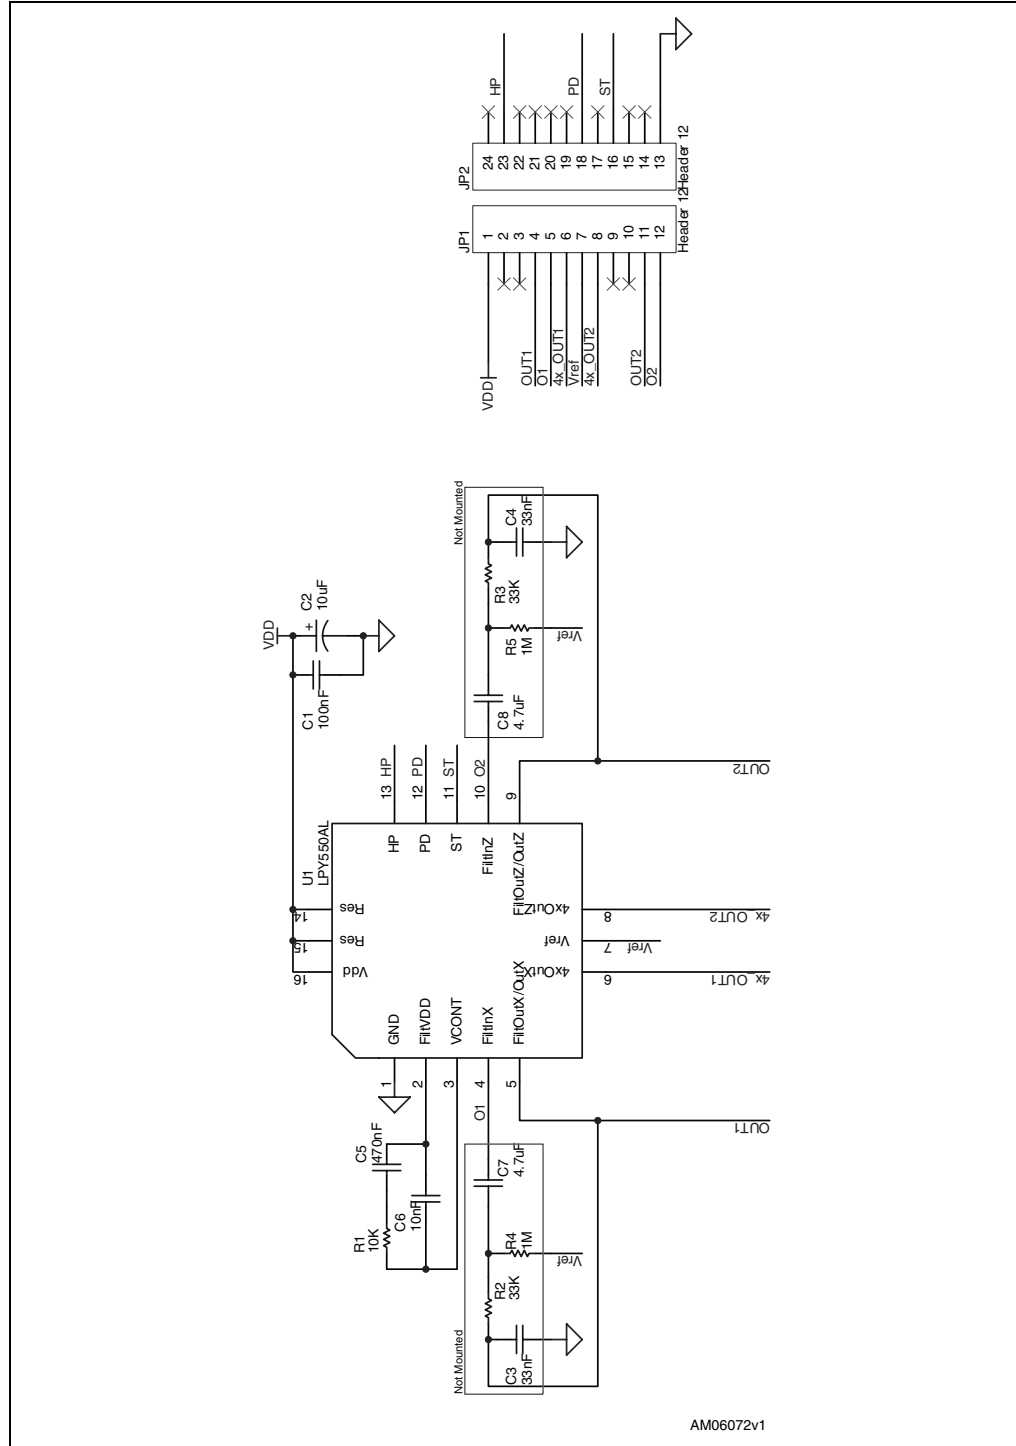 JP2
24
23
22
21
20
19
18
17
16
15
14
13
HP
PD
ST
Header 12
JP1
1
2
3
4
5
6
7
8
9
10
11
12
Header 12
VDD
OUT1
O1
4x_OUT1
Vref
4x_OUT2
OUT2
O2
Not Mounted
C4
33nF
R3
33K
R5
1M
Vref
C8
4.7uF
VDD
C2
10uF
+
C1
100nF
13 HP
12 PD
11 ST
10 O2
9
OUT2
U1
LPY550AL
HP
PD
ST
FiltInZ
FiltOutZ/OutZ
14
Res
15
Res
16
Vdd
4xOutZ
8
4x_OUT2
Vref
7
Vref
4xOutX
6
4x_OUT1
GND
FiltVDD
VCONT
FiltInX
FiltOutX/OutX
1
2
3
4
5
O1
OUT1
C5
470nF
R1
10K
C6
10nF
C7
4.7uF
R4
1M
Vref
R2
33K
C3
33nF
Not Mounted
AM06072v1